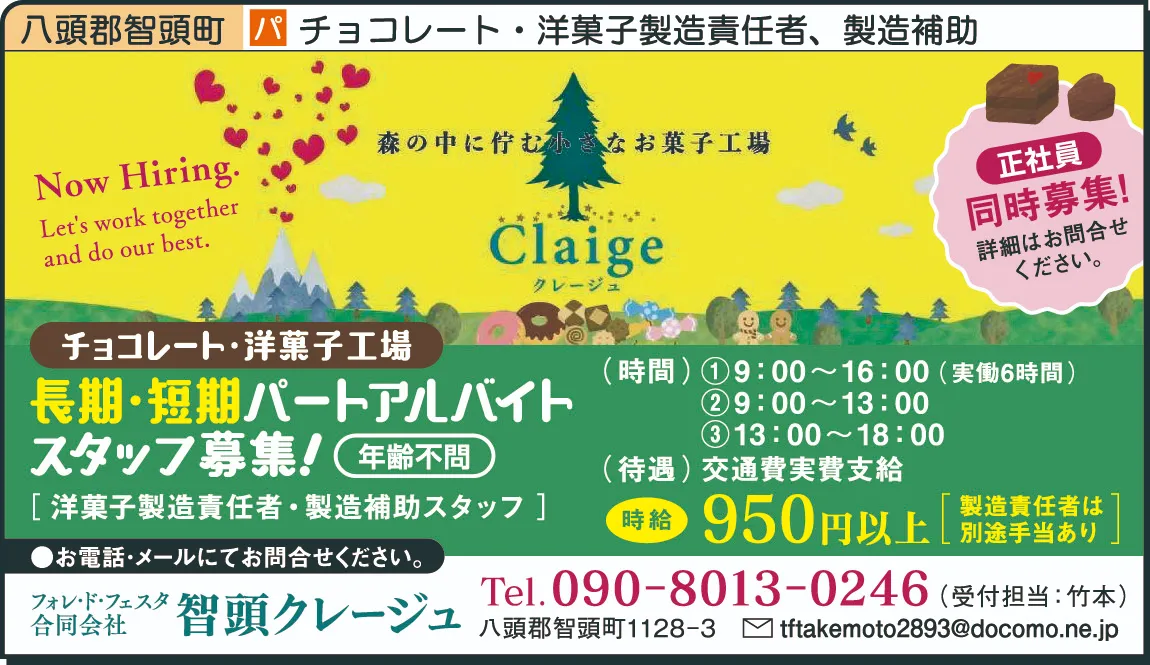 八頭郡智頭町 パ チョコレート・洋菓子製造責任者、製造補助
森の中に佇む小さなお菓子工場
Now Hiring.
Let's work together
and do our best.
Claige
クレージュ
正社員
同時募集!
詳細はお問合せ
ください。
チョコレート・洋菓子工場
長期・短期パートアルバイト
スタッフ募集! 年齢不問
[ 洋菓子製造責任者・製造補助スタッフ ]
(時間) ①9:00〜16:00(実働6時間)
②9:00〜13:00
③13:00〜18:00
(待遇) 交通費実費支給
時給 950円以上 [ 製造責任者は
別途手当あり ]
●お電話・メールにてお問合せください。
フォレ・ド・フェスタ
合同会社 智頭クレージュ
Tel.090-8013-0246(受付担当:竹本)
八頭郡智頭町1128-3 tftakemoto2893@docomo.ne.jp